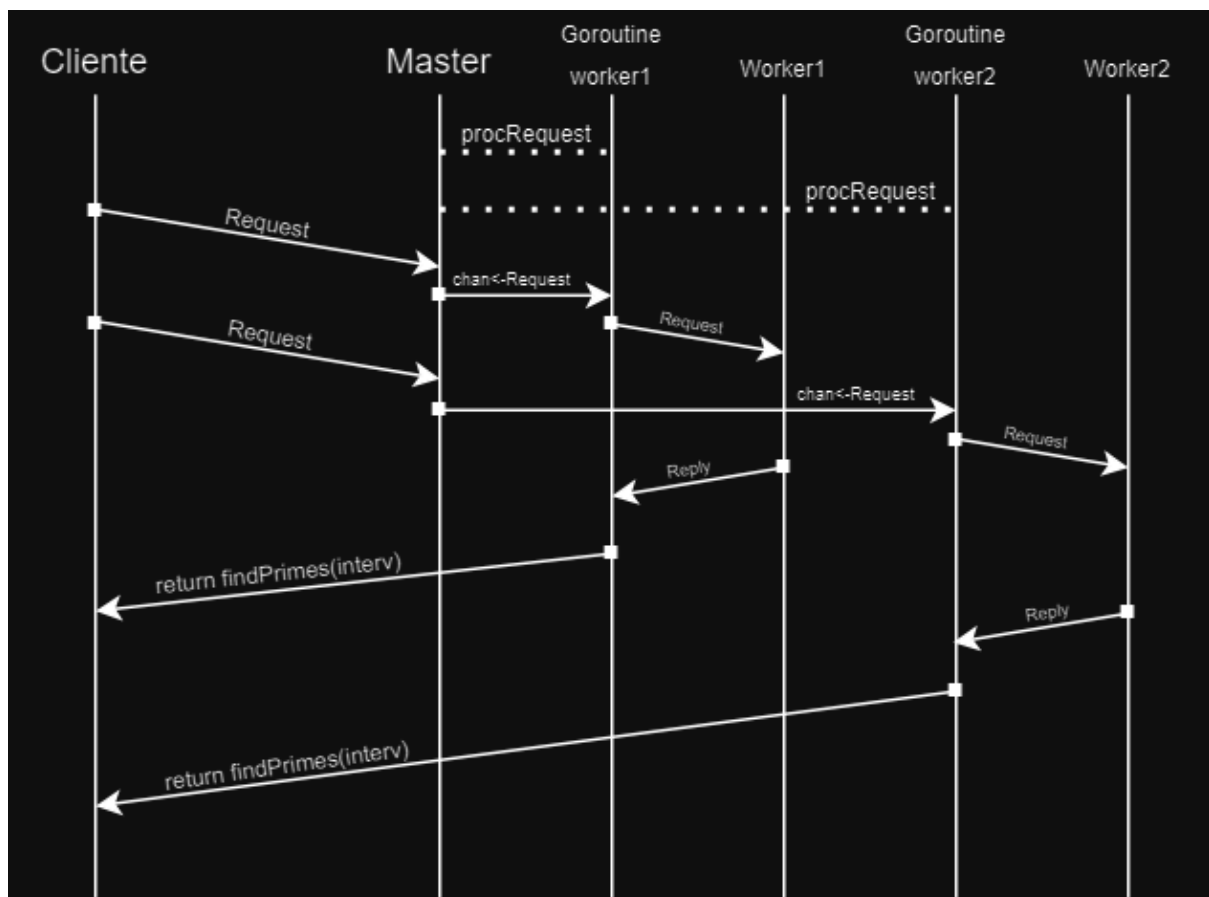 Cliente
Master
Goroutine
worker1
Worker1
Goroutine
worker2
Worker2
procRequest
procRequest
Request
chan<-Request
Request
Request
chan<-Request
Request
Reply
return findPrimes(interv)
Reply
return findPrimes(interv)